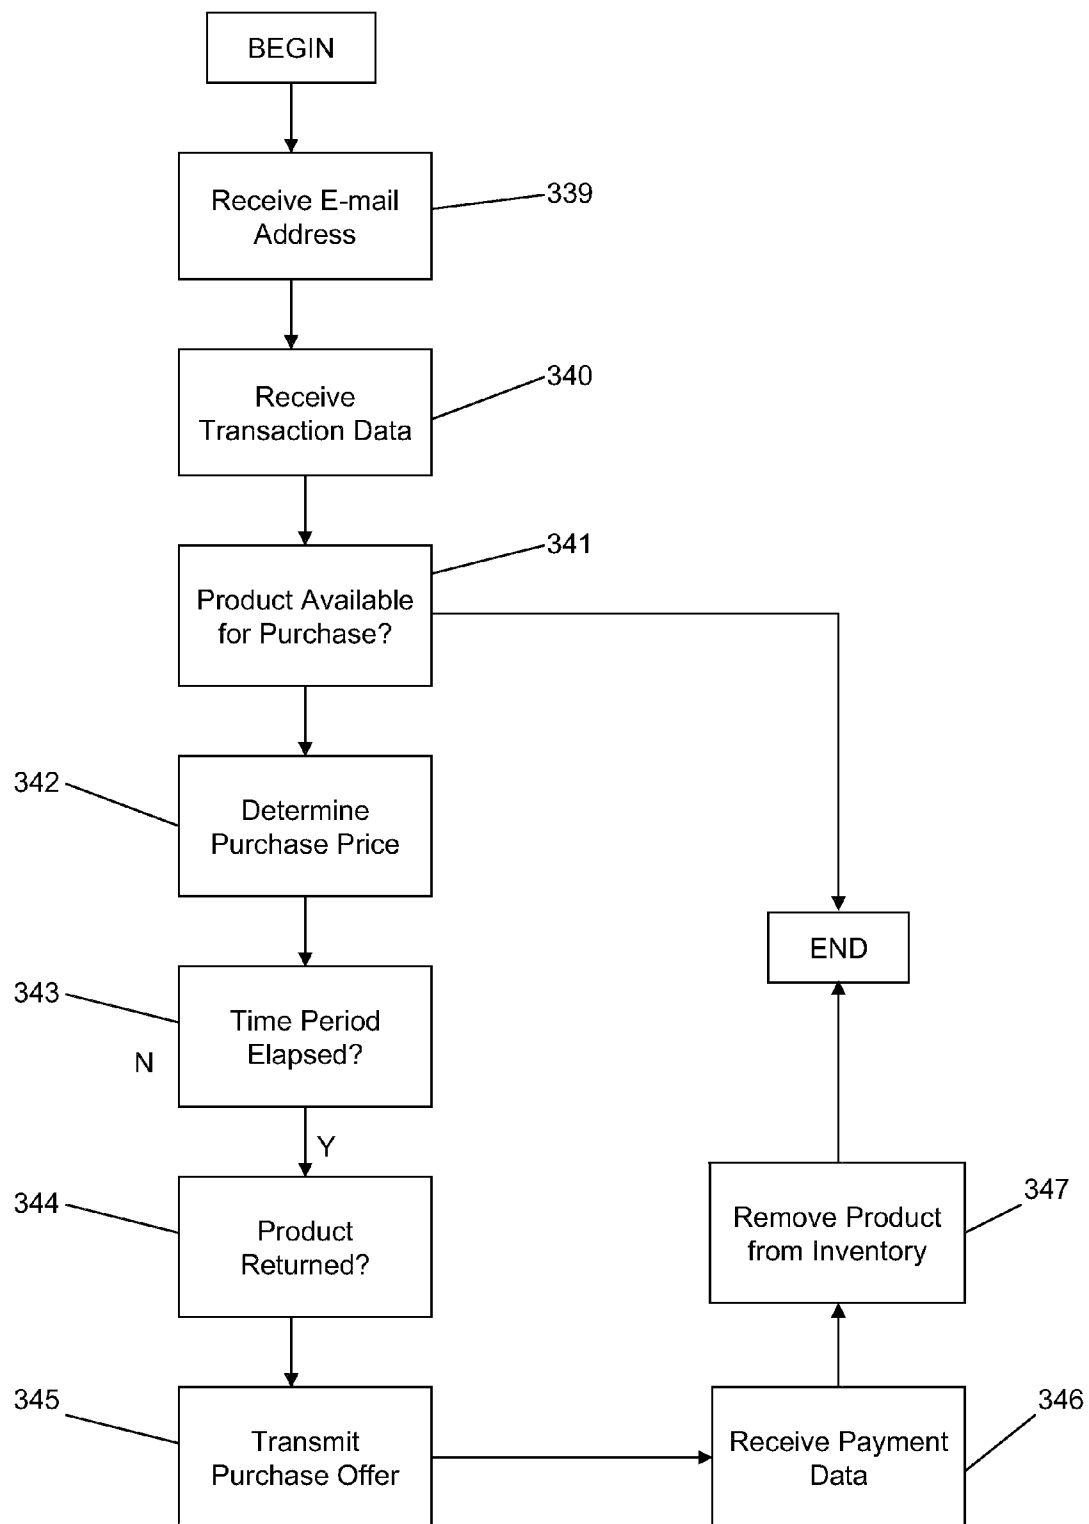 BEGIN
Receive E-mail
Address
339
Receive
Transaction Data
340
341
Product Available
for Purchase?
342
Determine
Purchase Price
END
343
Time Period
Elapsed?
N
Y
344
Product
Returned?
Remove Product
from Inventory
347
345
Transmit
Purchase Offer
Receive Payment
Data
346